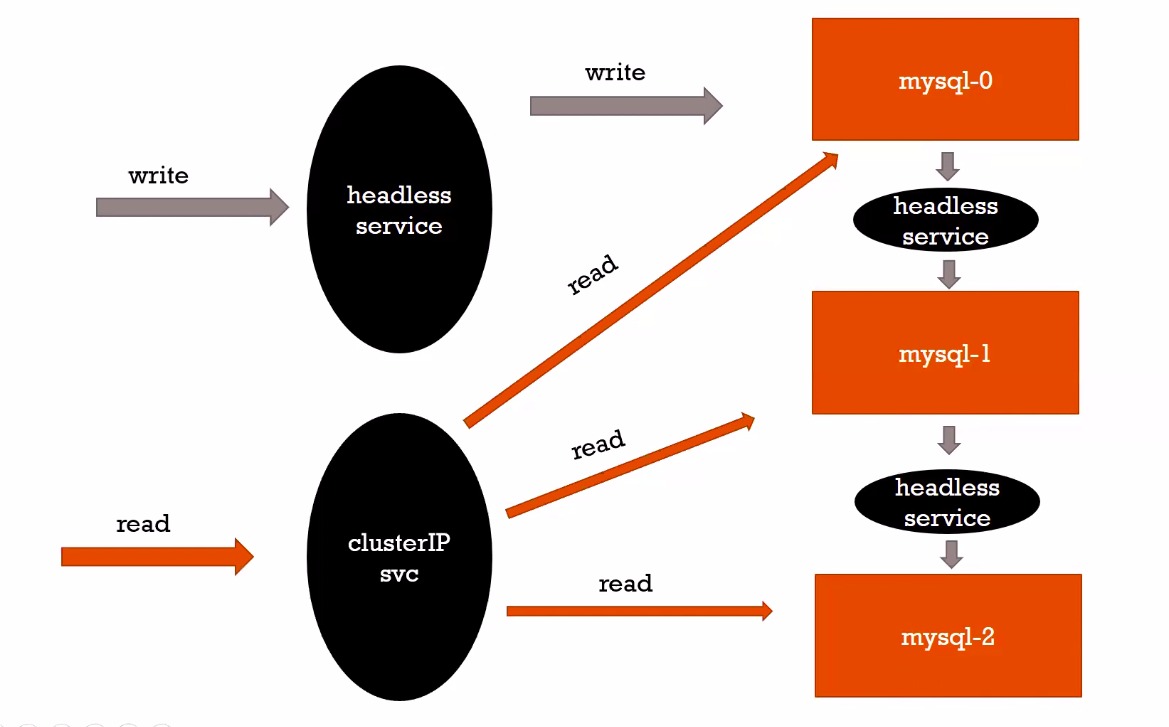 write
mysql-0
write
headless
service
headless
service
read
mysql-1
read
headless
service
read
clusterIP
svc
read
mysql-2